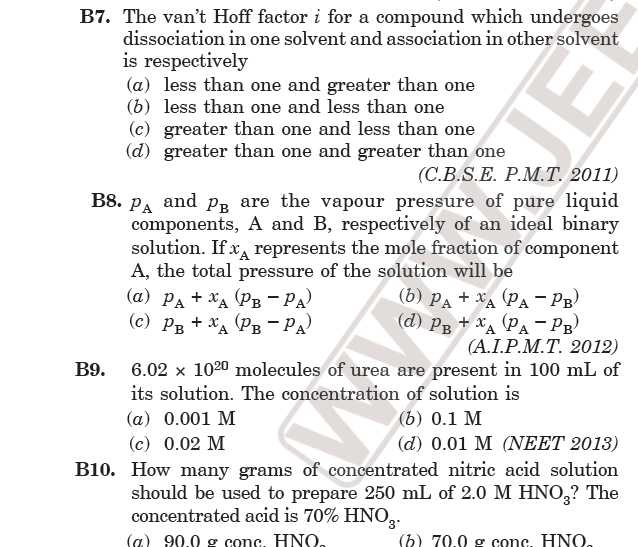 B7. The van't Hoff factor i for a compound which undergoes
dissociation in one solvent and association in other solvent
is respectively
(a) less than one and greater than one
(b) less than one and less than one
(c) greater than one and less than one
(d) greater than one and greater than one
(C.B.S.E. P.M.T. 2011)
B8. p_A and p_B are the vapour pressure of pure liquid
components, A and B, respectively of an ideal binary
solution. If x_A represents the mole fraction of component
A, the total pressure of the solution will be
(a) p_A + x_A (p_B – p_A) (b) p_A + x_A (p_A – p_B)
(c) p_B + x_A (p_B – p_A) (d) p_B + x_A (p_A – p_B)
(A.I.P.M.T. 2012)
B9. 6.02 × 10²⁰ molecules of urea are present in 100 mL of
its solution. The concentration of solution is
(a) 0.001 M (b) 0.1 M
(c) 0.02 M (d) 0.01 M (NEET 2013)
B10. How many grams of concentrated nitric acid solution
should be used to prepare 250 mL of 2.0 M HNO₃? The
concentrated acid is 70% HNO₃.
(a) 90.0 g conc. HNO₃ (b) 70.0 g conc. HNO₃
WWW.JEE